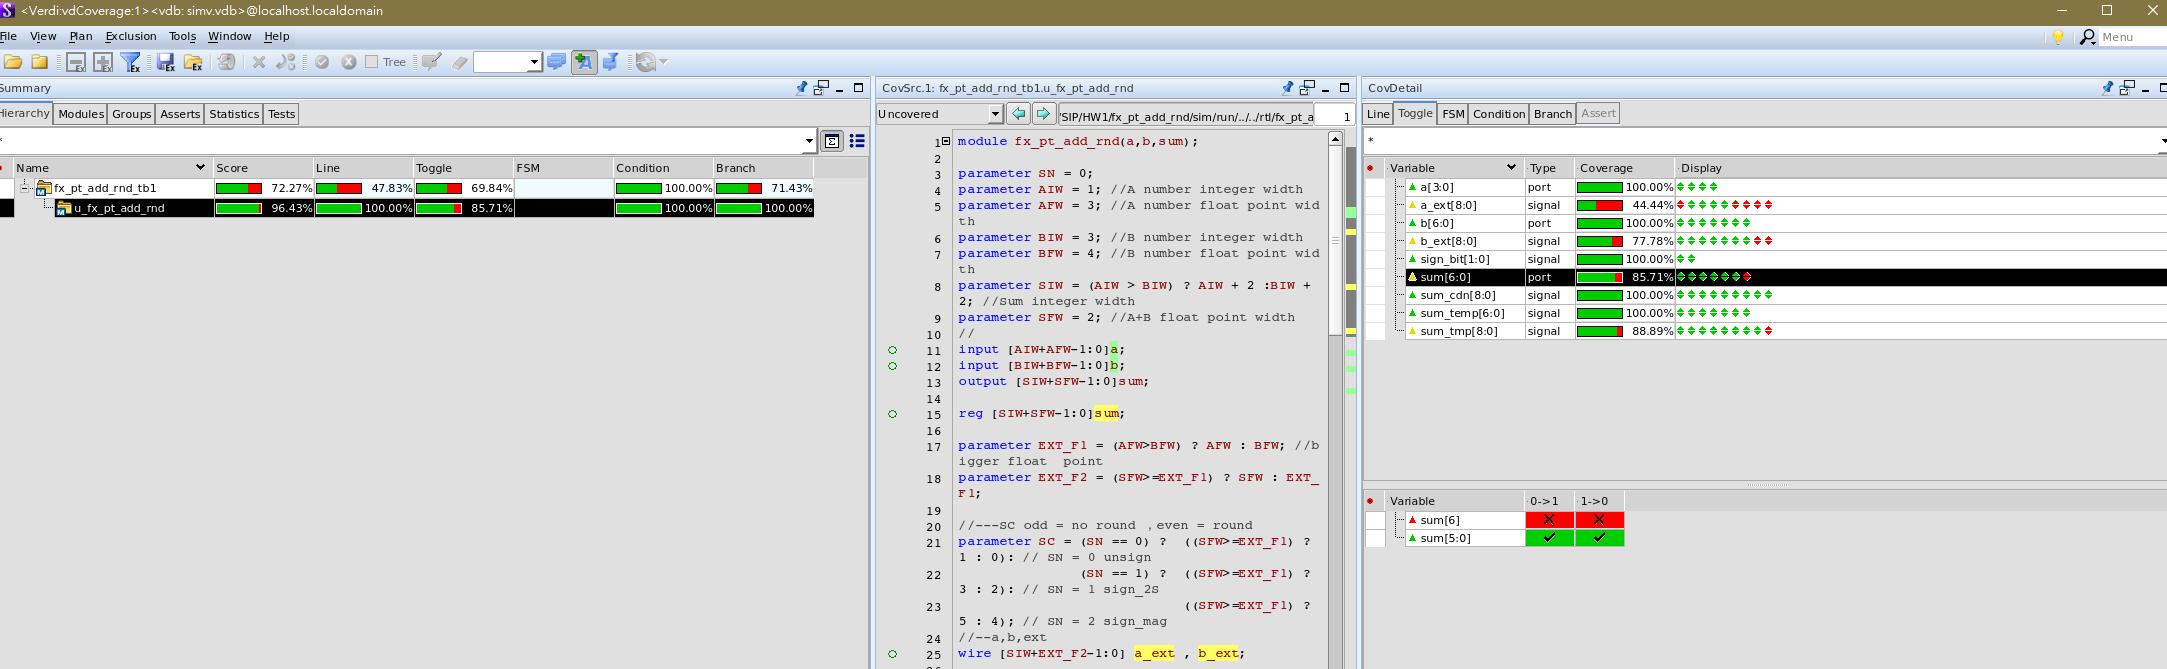 <Verdi:vdCoverage:1><vdb: simv.vdb>@localhost.localdomain
File View Plan Exclusion Tools Window Help
Menu
Tree
Summary
Hierarchy Modules Groups Asserts Statistics Tests
*
Name Score Line Toggle FSM Condition Branch
fx_pt_add_rnd_tb1 72.27% 47.83% 69.84% 100.00% 71.43%
u_fx_pt_add_rnd 96.43% 100.00% 85.71% 100.00% 100.00%
CovSrc.1: fx_pt_add_rnd_tb1.u_fx_pt_add_rnd
Uncovered /SIP/HW1/fx_pt_add_rnd/sim/run/../../rtl/fx_pt_a 1
1 module fx_pt_add_rnd(a,b,sum);
2
3 parameter SN = 0;
4 parameter AIW = 1; //A number integer width
5 parameter AFW = 3; //A number float point wid
th
6 parameter BIW = 3; //B number integer width
7 parameter BFW = 4; //B number float point wid
th
8 parameter SIW = (AIW > BIW) ? AIW + 2 :BIW +
2; //Sum integer width
9 parameter SFW = 2; //A+B float point width
10 //
11 input [AIW+AFW-1:0]a;
12 input [BIW+BFW-1:0]b;
13 output [SIW+SFW-1:0]sum;
14
15 reg [SIW+SFW-1:0]sum;
16
17 parameter EXT_F1 = (AFW>BFW) ? AFW : BFW; //b
igger float  point
18 parameter EXT_F2 = (SFW>=EXT_F1) ? SFW : EXT_
F1;
19
20 //---SC odd = no round , even = round
21 parameter SC = (SN == 0) ?  ((SFW>=EXT_F1) ?
1 : 0): // SN = 0 unsign
22 (SN == 1) ?  ((SFW>=EXT_F1) ?
3 : 2): // SN = 1 sign_2S
23 ((SFW>=EXT_F1) ?
5 : 4); // SN = 2 sign_mag
24 //--a,b,ext
25 wire [SIW+EXT_F2-1:0] a_ext , b_ext;
CovDetail
Line Toggle FSM Condition Branch Assert
*
Variable Type Coverage Display
a[3:0] port 100.00%
a_ext[8:0] signal 44.44%
b[6:0] port 100.00%
b_ext[8:0] signal 77.78%
sign_bit[1:0] signal 100.00%
sum[6:0] port 85.71%
sum_cdn[8:0] signal 100.00%
sum_temp[6:0] signal 100.00%
sum_tmp[8:0] signal 88.89%
Variable 0->1 1->0
sum[6]
sum[5:0]